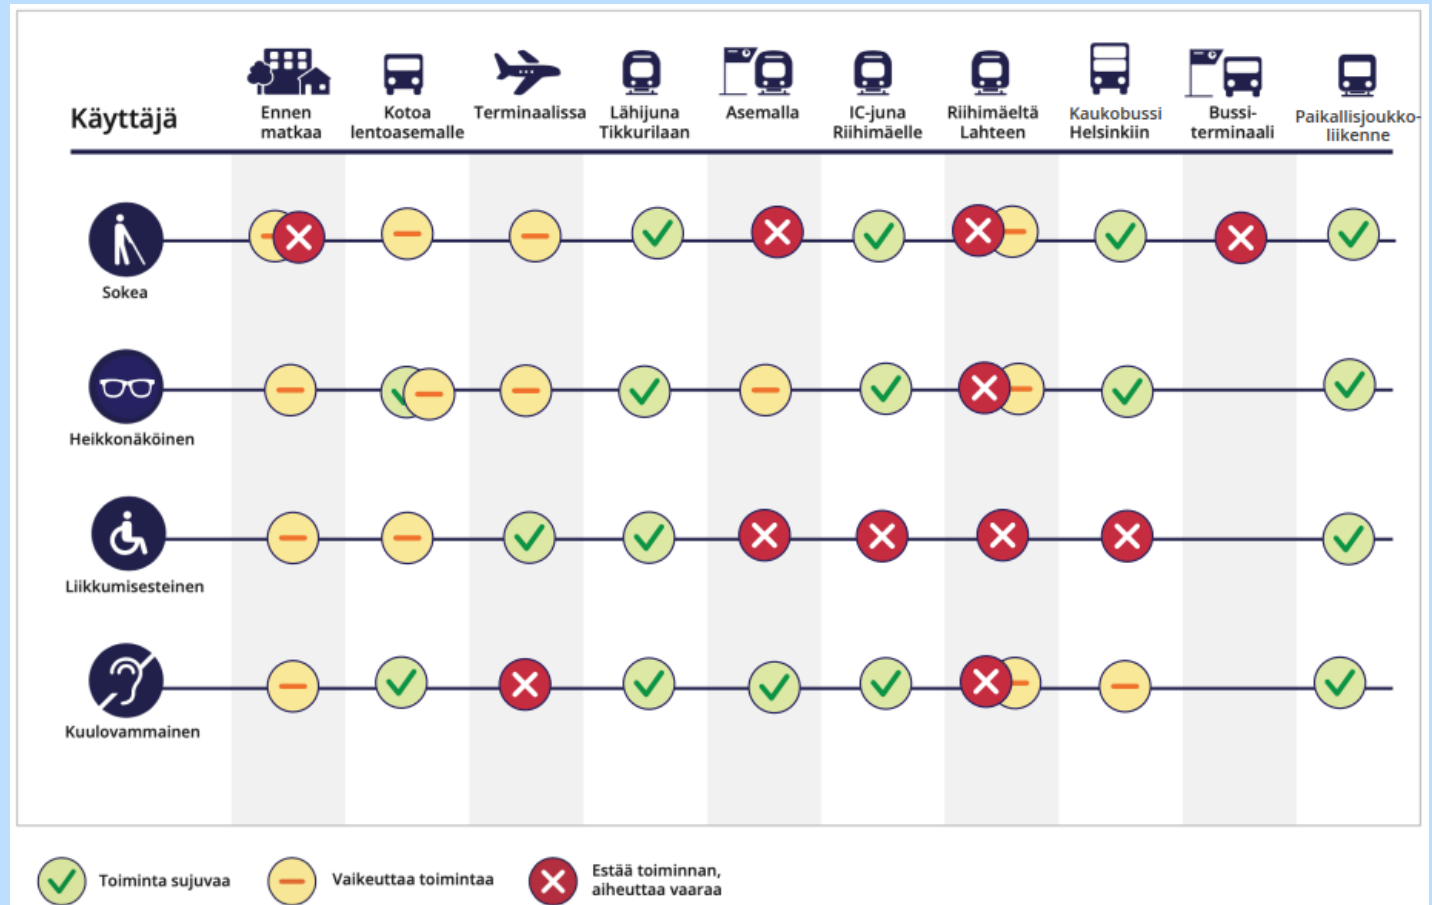 Käyttäjä
Ennen
matkaa
Kotoa
lentoasemalle
Terminaalissa
Lähijuna
Tikkurilaan
Asemalla
IC-juna
Riihimäelle
Riihimäeltä
Lahteen
Kaukobussi
Helsinkiin
Bussi-
terminaali
Paikallisjoukko-
liikenne
Sokea
Heikkonäköinen
Liikkumisesteinen
Kuulovammainen
Toiminta sujuvaa
Vaikeuttaa toimintaa
Estää toiminnan,
aiheuttaa vaaraa